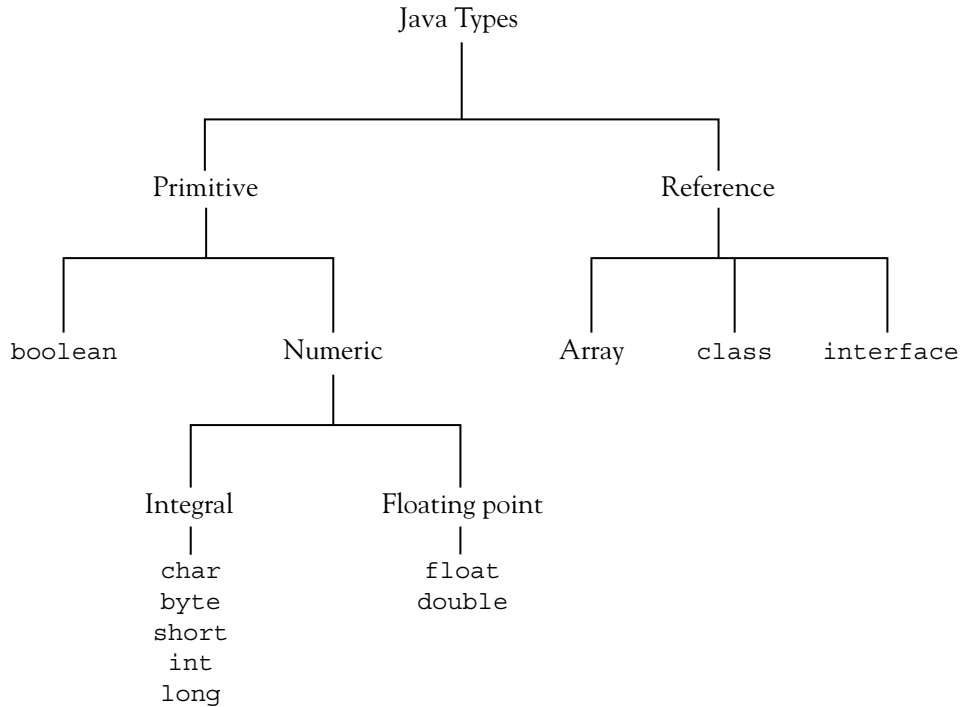 Java Types
Primitive Reference
boolean Numeric Array class interface
Integral Floating point
char float
byte double
short
int
long